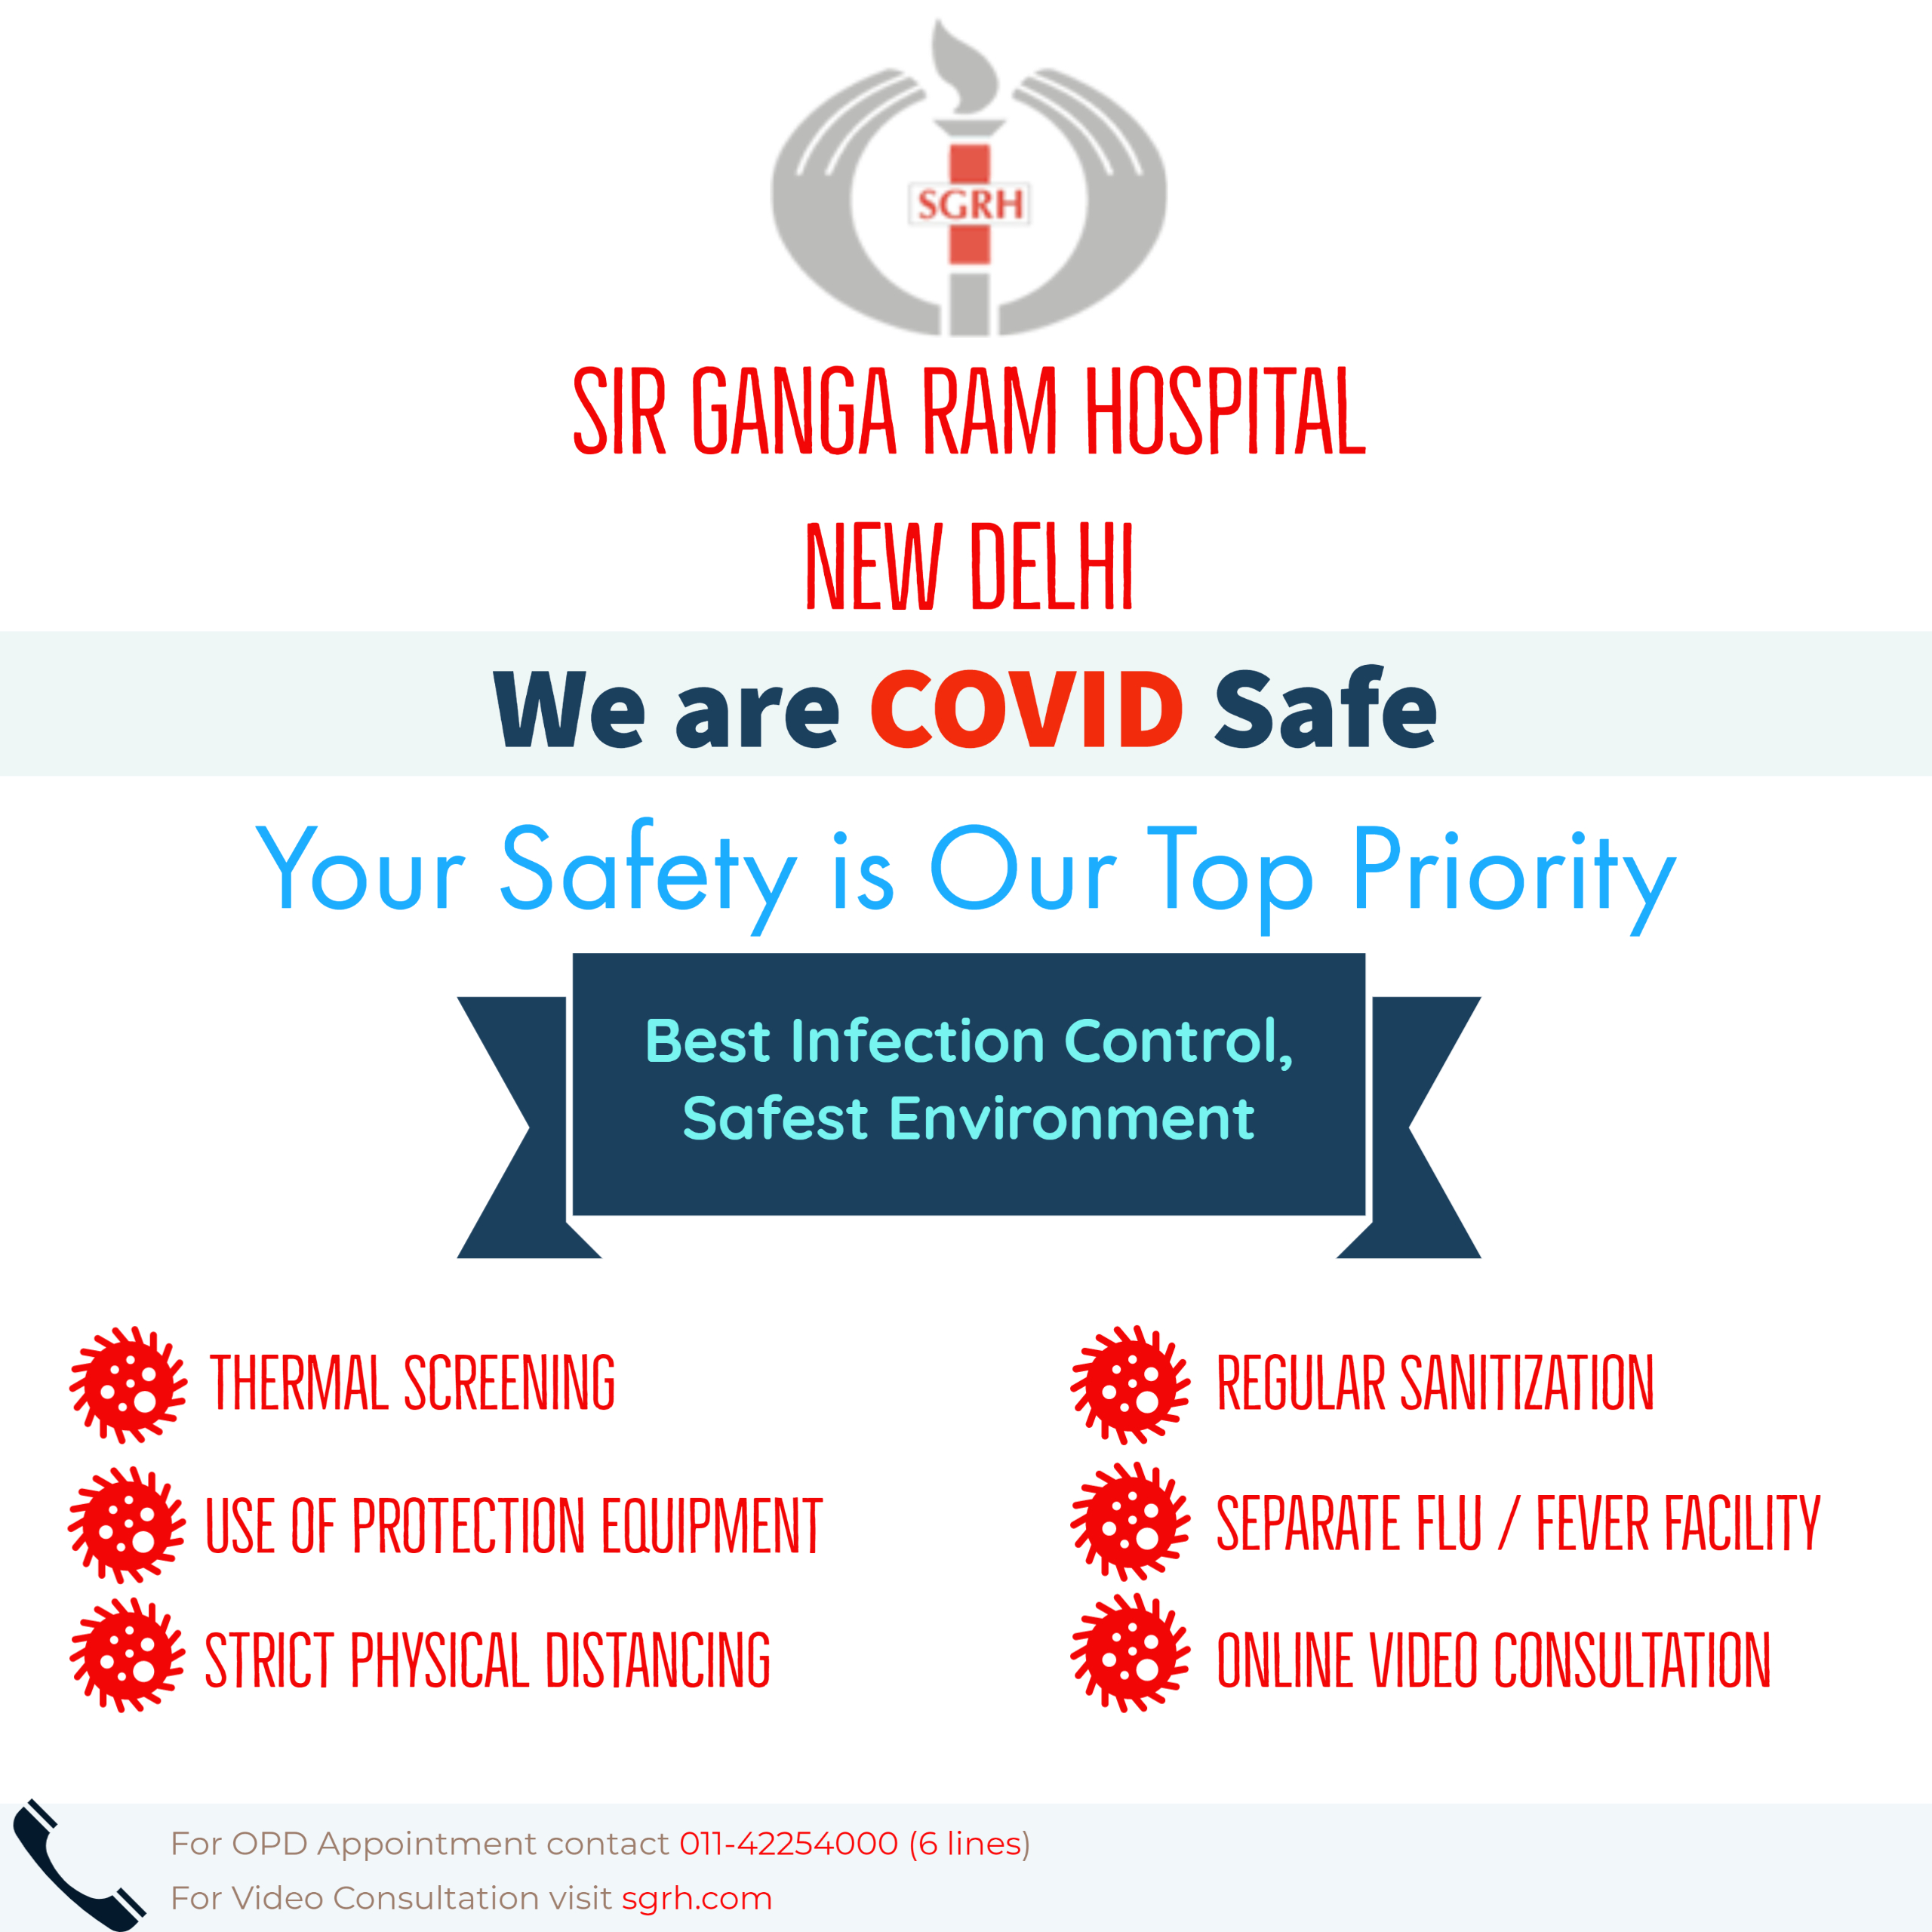 SGRH
SIR GANGA RAM HOSPITAL
NEW DELHI
We are COVID Safe
Your Safety is Our Top Priority
Best Infection Control,
Safest Environment
THERMAL SCREENING
USE OF PROTECTION EQUIPMENT
STRICT PHYSICAL DISTANCING
REGULAR SANITIZATION
SEPARATE FLU / FEVER FACILITY
ONLINE VIDEO CONSULTATION
For OPD Appointment contact 011-42254000 (6 lines)
For Video Consultation visit sgrh.com